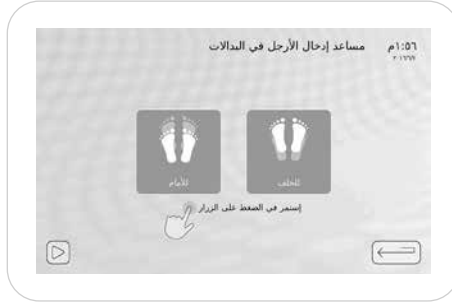 مساعد إدخال الأرجل في البدالات
١:٥٦م
للأمام
للخلف
إستمر في الضغط على الزرار